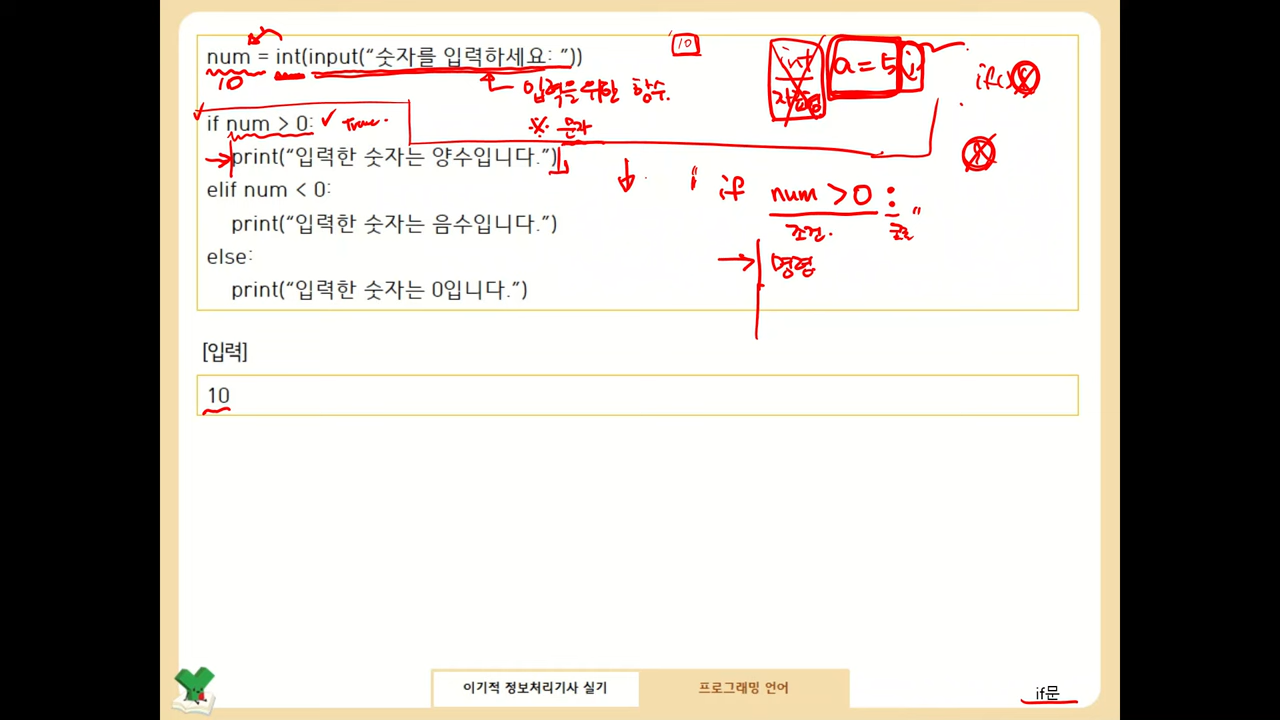 num = int(input(“숫자를 입력하세요: ”))
10
10
a = 5
int
if()
입력을 위한 함수.
※ 문자
if num > 0:
True.
print(“입력한 숫자는 양수입니다.”)
elif num < 0:
print(“입력한 숫자는 음수입니다.”)
else:
print(“입력한 숫자는 0입니다.”)
if num > 0 :
조건.
명령
[입력]
10
이기적 정보처리기사 실기
프로그래밍 언어
if문